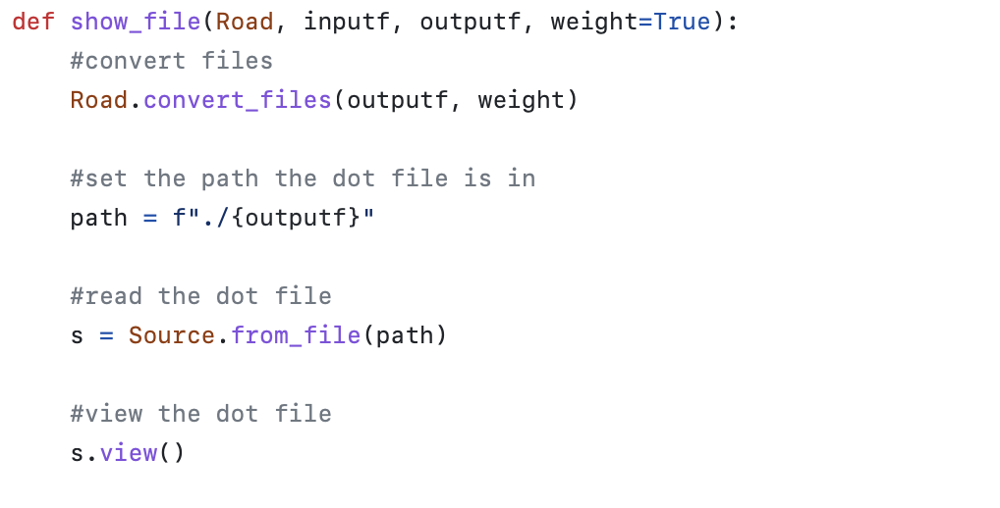 def show_file(Road, inputf, outputf, weight=True):
    #convert files
    Road.convert_files(outputf, weight)

    #set the path the dot file is in
    path = f"./{outputf}"

    #read the dot file
    s = Source.from_file(path)

    #view the dot file
    s.view()